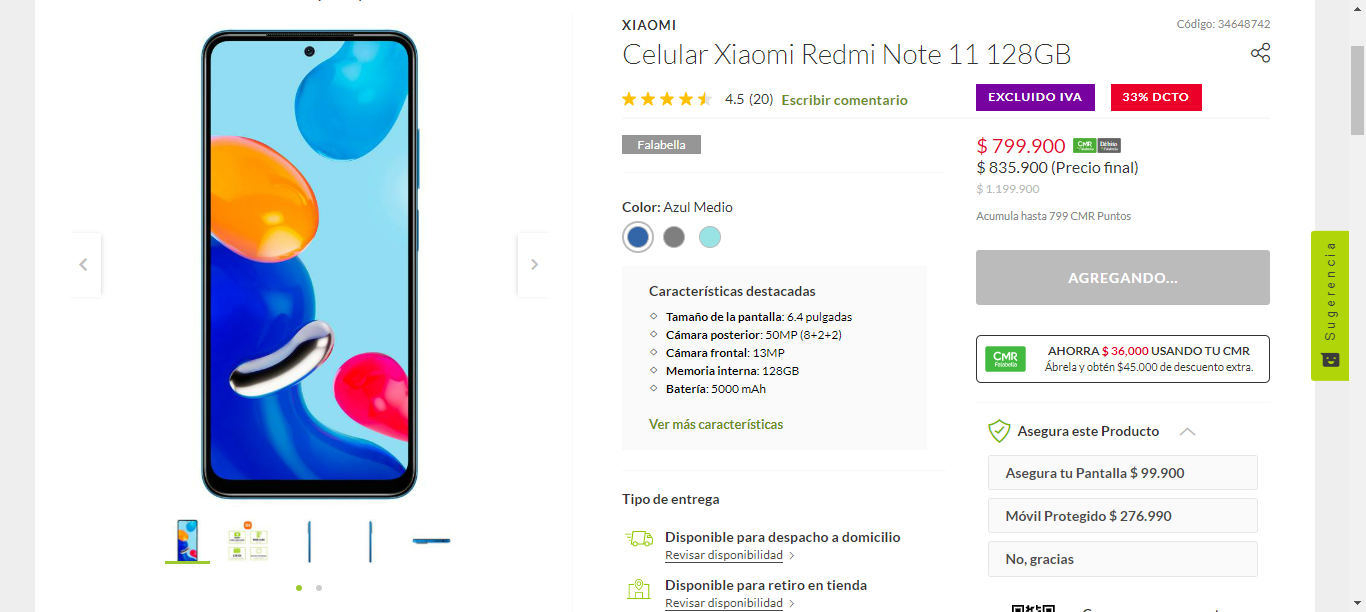 XIAOMI
Código: 34648742
Celular Xiaomi Redmi Note 11 128GB
4.5 (20) Escribir comentario
EXCLUIDO IVA
33% DCTO
Falabella
$ 799.900 CMR Débito
$ 835.900 (Precio final)
$ 1.199.900
Acumula hasta 799 CMR Puntos
Color: Azul Medio
AGREGANDO...
Características destacadas
Tamaño de la pantalla: 6.4 pulgadas
Cámara posterior: 50MP (8+2+2)
Cámara frontal: 13MP
Memoria interna: 128GB
Batería: 5000 mAh
Ver más características
CMR
Falabella
AHORRA $ 36,000 USANDO TU CMR
Ábrela y obtén $45.000 de descuento extra.
Sugerencia
Asegura este Producto
Asegura tu Pantalla $ 99.900
Móvil Protegido $ 276.990
No, gracias
Tipo de entrega
Disponible para despacho a domicilio
Revisar disponibilidad
Disponible para retiro en tienda
Revisar disponibilidad